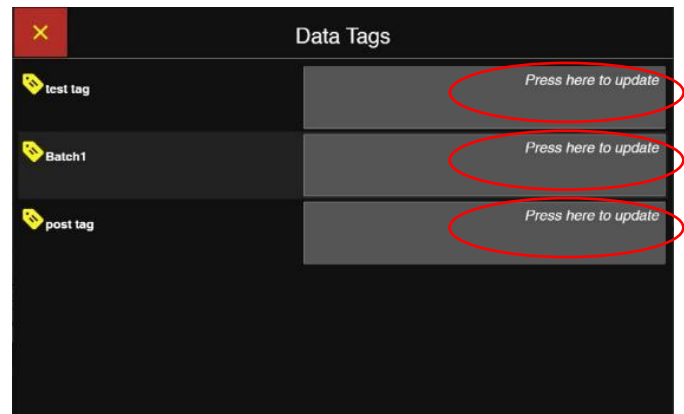 Data Tags
test tag
Press here to update
Batch1
Press here to update
post tag
Press here to update